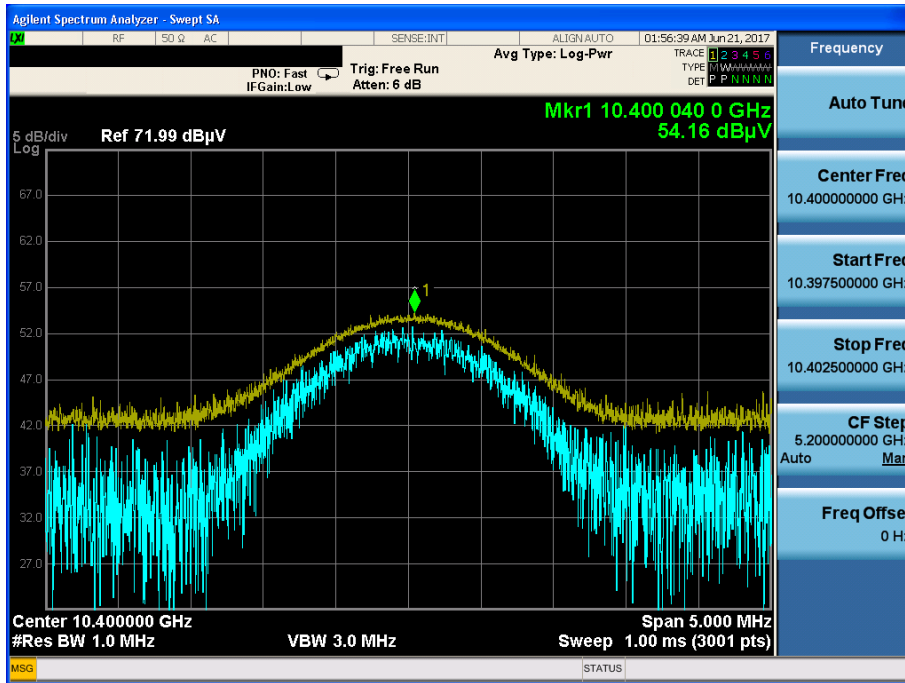 Agilent Spectrum Analyzer - Swept SA
LXI RF 50 Ω AC SENSE:INT ALIGNAUTO 01:56:39 AM Jun 21, 2017
Frequency
Avg Type: Log-Pwr
TRACE 1 2 3 4 5 6
PNO: Fast Trig: Free Run
TYPE M W W W W W
IFGain:Low Atten: 6 dB
DET P P N N N N
Auto Tune
Mkr1 10.400 040 0 GHz
5 dB/div Ref 71.99 dBµV 54.16 dBµV
Log
Center Freq
67.0
10.400000000 GHz
62.0
Start Freq
57.0
10.397500000 GHz
1
52.0
Stop Freq
10.402500000 GHz
47.0
42.0
CF Step
5.200000000 GHz
Auto Man
37.0
32.0
Freq Offset
0 Hz
27.0
Center 10.400000 GHz Span 5.000 MHz
#Res BW 1.0 MHz VBW 3.0 MHz Sweep 1.00 ms (3001 pts)
MSG STATUS